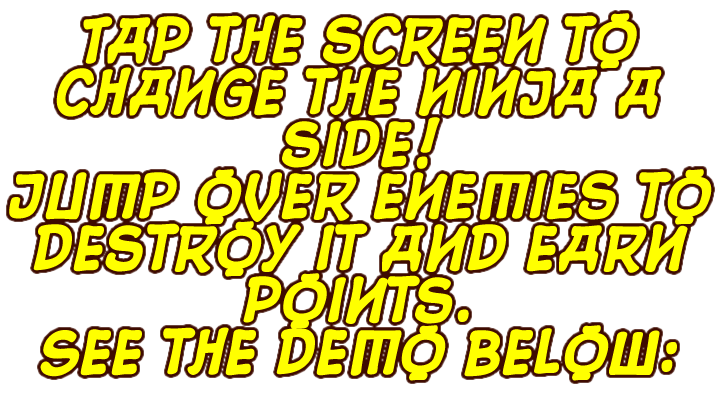 TAP THE SCREEN TO
CHANGE THE NINJA A
SIDE!
JUMP OVER ENEMIES TO
DESTROY IT AND EARN
POINTS.
SEE THE DEMO BELOW: